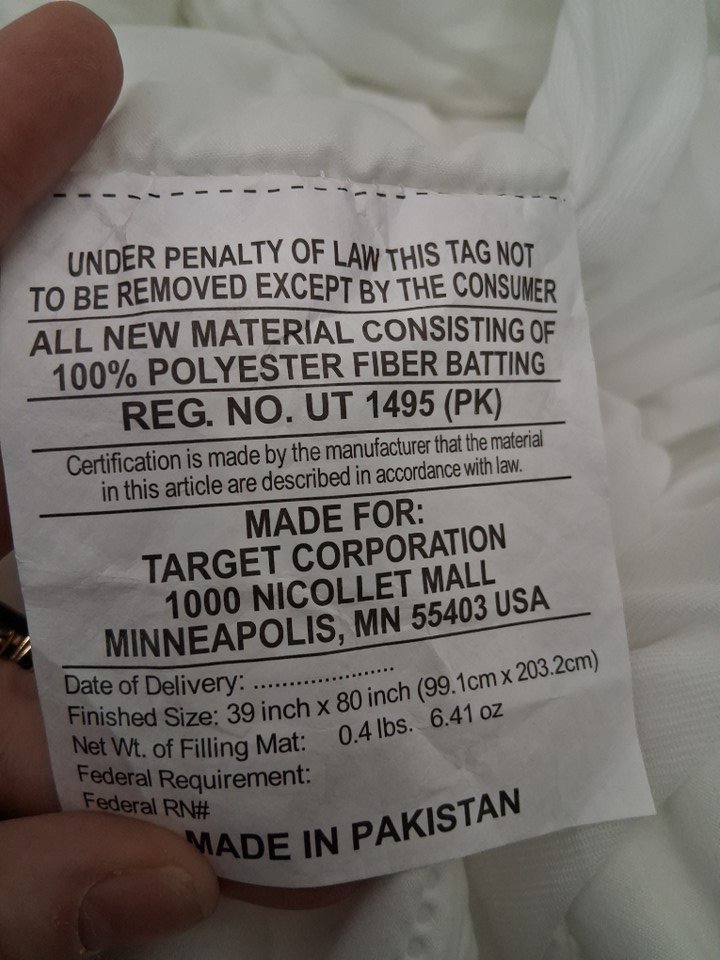 UNDER PENALTY OF LAW THIS TAG NOT
TO BE REMOVED EXCEPT BY THE CONSUMER
ALL NEW MATERIAL CONSISTING OF
100% POLYESTER FIBER BATTING
REG. NO. UT 1495 (PK)
Certification is made by the manufacturer that the material
in this article are described in accordance with law.
MADE FOR:
TARGET CORPORATION
1000 NICOLLET MALL
MINNEAPOLIS, MN 55403 USA
Date of Delivery: ......................
Finished Size: 39 inch x 80 inch (99.1cm x 203.2cm)
Net Wt. of Filling Mat: 0.4 lbs. 6.41 oz
Federal Requirement:
Federal RN#
MADE IN PAKISTAN